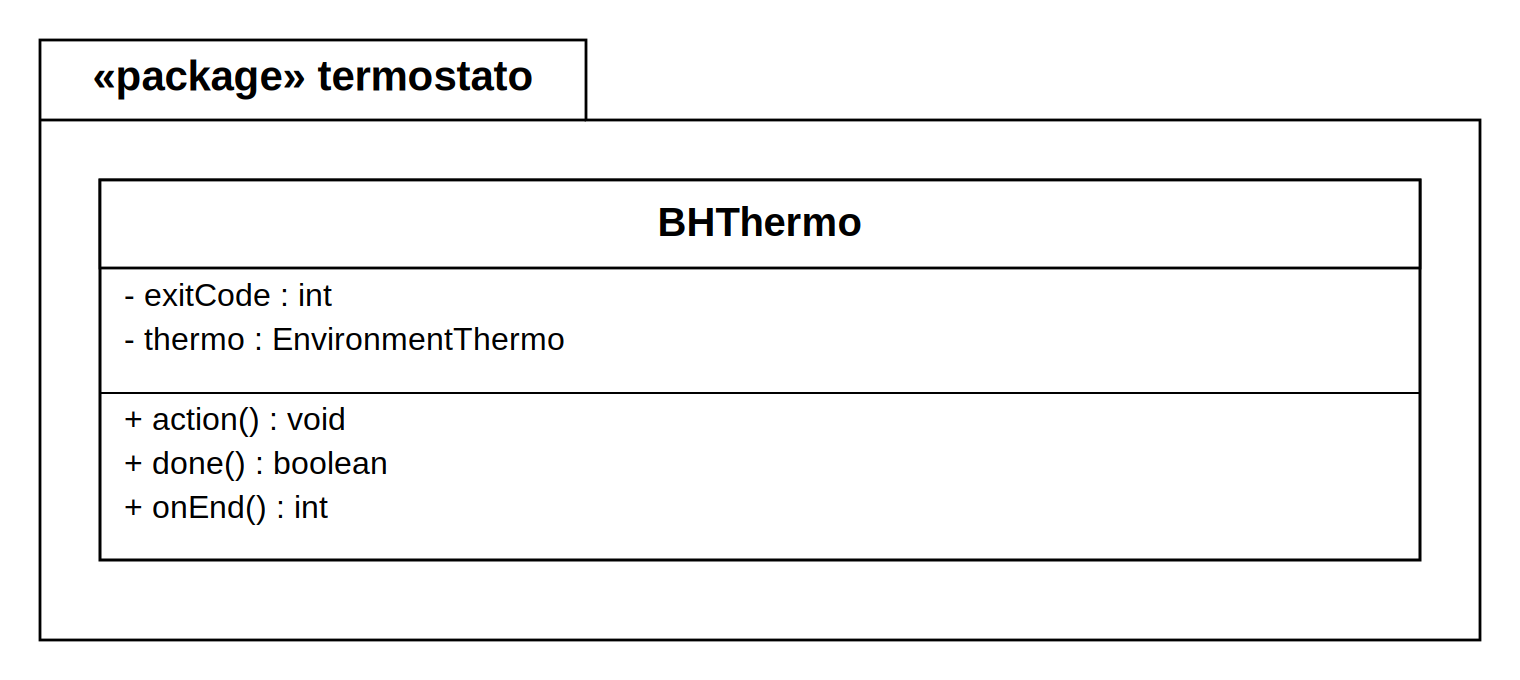 «package» termostato
BHThermo
- exitCode : int
- thermo : EnvironmentThermo
+ action() : void
+ done() : boolean
+ onEnd() : int